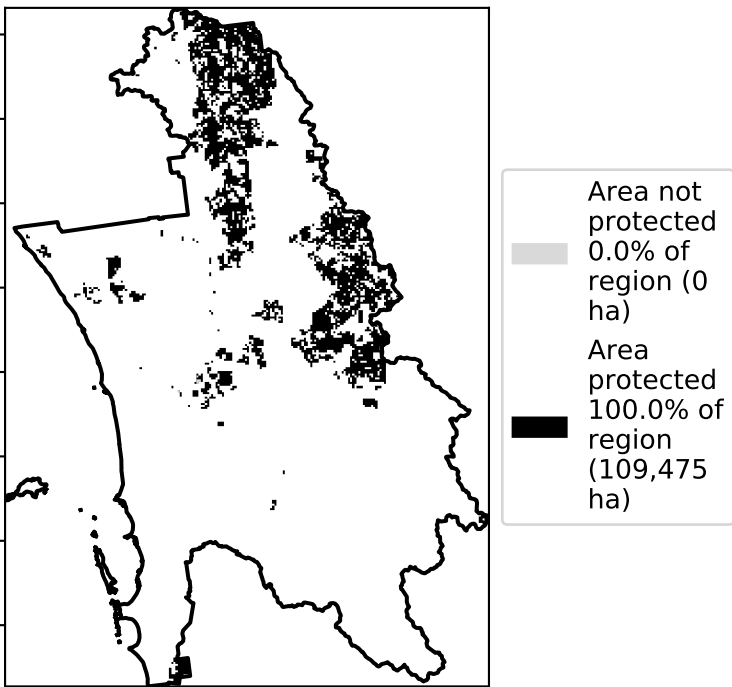 Area not
protected
0.0% of
region (0
ha)
Area
protected
100.0% of
region
(109,475
ha)